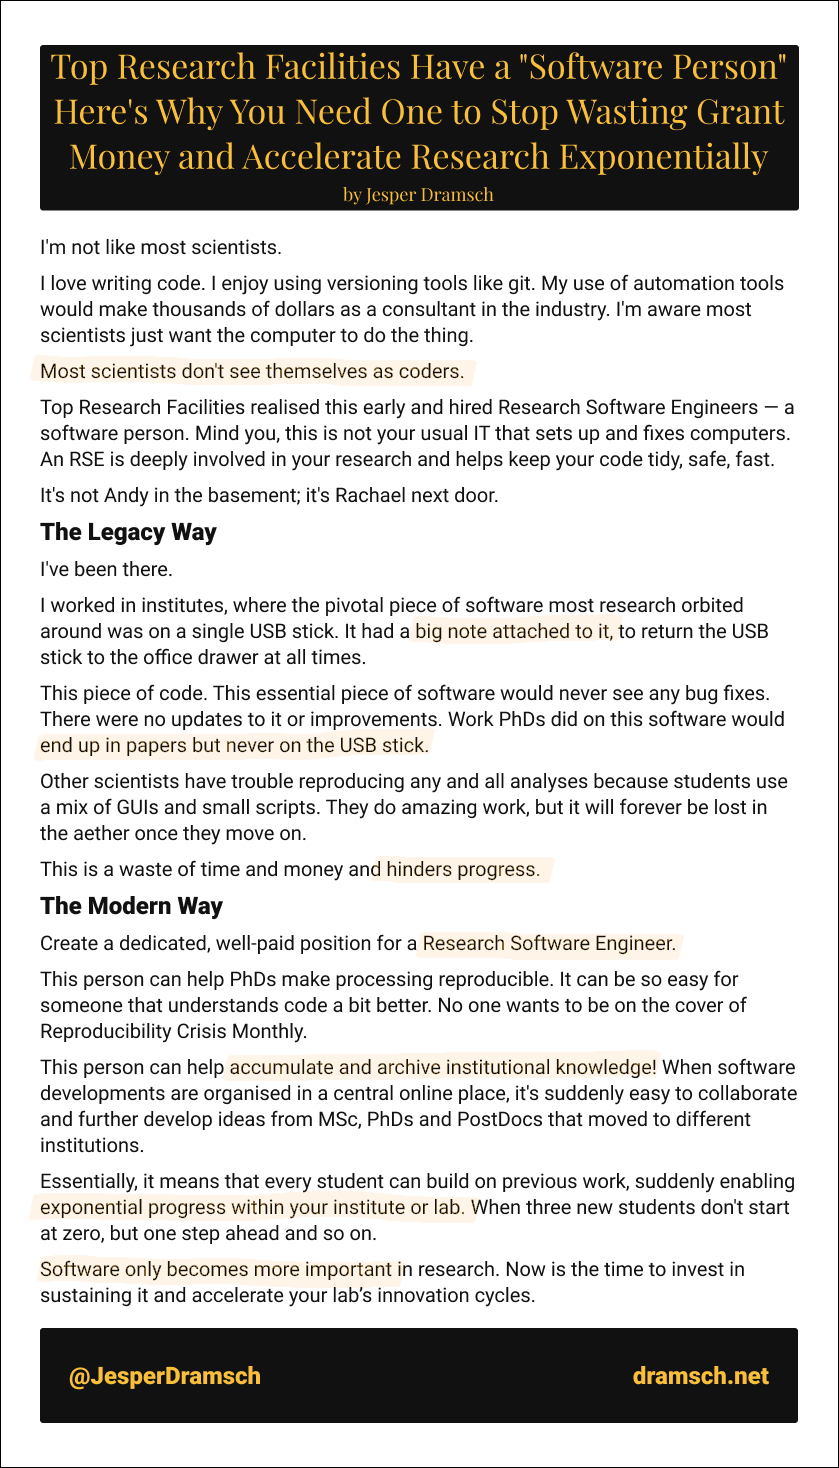 Top Research Facilities Have a "Software Person"
Here's Why You Need One to Stop Wasting Grant
Money and Accelerate Research Exponentially
by Jesper Dramsch
I'm not like most scientists.
I love writing code. I enjoy using versioning tools like git. My use of automation tools
would make thousands of dollars as a consultant in the industry. I'm aware most
scientists just want the computer to do the thing.
Most scientists don't see themselves as coders.
Top Research Facilities realised this early and hired Research Software Engineers — a
software person. Mind you, this is not your usual IT that sets up and fixes computers.
An RSE is deeply involved in your research and helps keep your code tidy, safe, fast.
It's not Andy in the basement; it's Rachael next door.
The Legacy Way
I've been there.
I worked in institutes, where the pivotal piece of software most research orbited
around was on a single USB stick. It had a big note attached to it, to return the USB
stick to the office drawer at all times.
This piece of code. This essential piece of software would never see any bug fixes.
There were no updates to it or improvements. Work PhDs did on this software would
end up in papers but never on the USB stick.
Other scientists have trouble reproducing any and all analyses because students use
a mix of GUIs and small scripts. They do amazing work, but it will forever be lost in
the aether once they move on.
This is a waste of time and money and hinders progress.
The Modern Way
Create a dedicated, well-paid position for a Research Software Engineer.
This person can help PhDs make processing reproducible. It can be so easy for
someone that understands code a bit better. No one wants to be on the cover of
Reproducibility Crisis Monthly.
This person can help accumulate and archive institutional knowledge! When software
developments are organised in a central online place, it's suddenly easy to collaborate
and further develop ideas from MSc, PhDs and PostDocs that moved to different
institutions.
Essentially, it means that every student can build on previous work, suddenly enabling
exponential progress within your institute or lab. When three new students don't start
at zero, but one step ahead and so on.
Software only becomes more important in research. Now is the time to invest in
sustaining it and accelerate your lab’s innovation cycles.
@JesperDramsch
dramsch.net